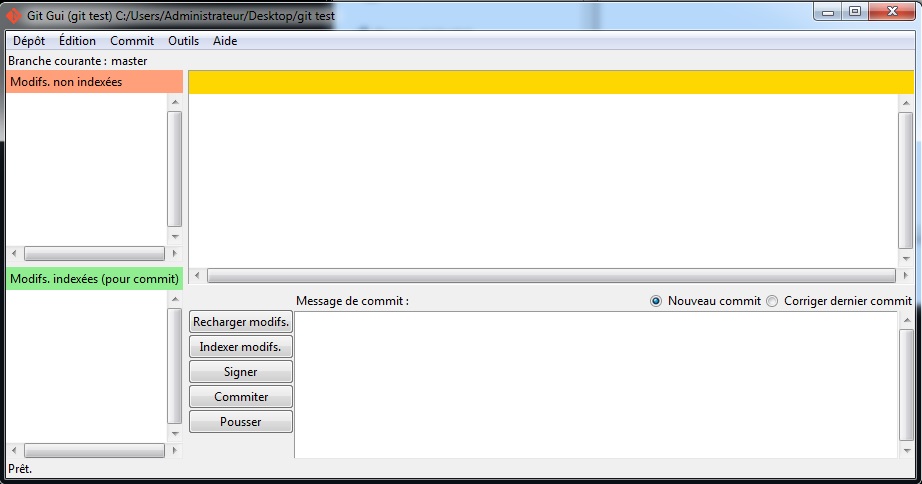 Git Gui (git test) C:/Users/Administrateur/Desktop/git test
Dépôt Édition Commit Outils Aide
Branche courante : master
Modifs. non indexées
Modifs. indexées (pour commit)
Message de commit : Nouveau commit Corriger dernier commit
Recharger modifs.
Indexer modifs.
Signer
Commiter
Pousser
Prêt.